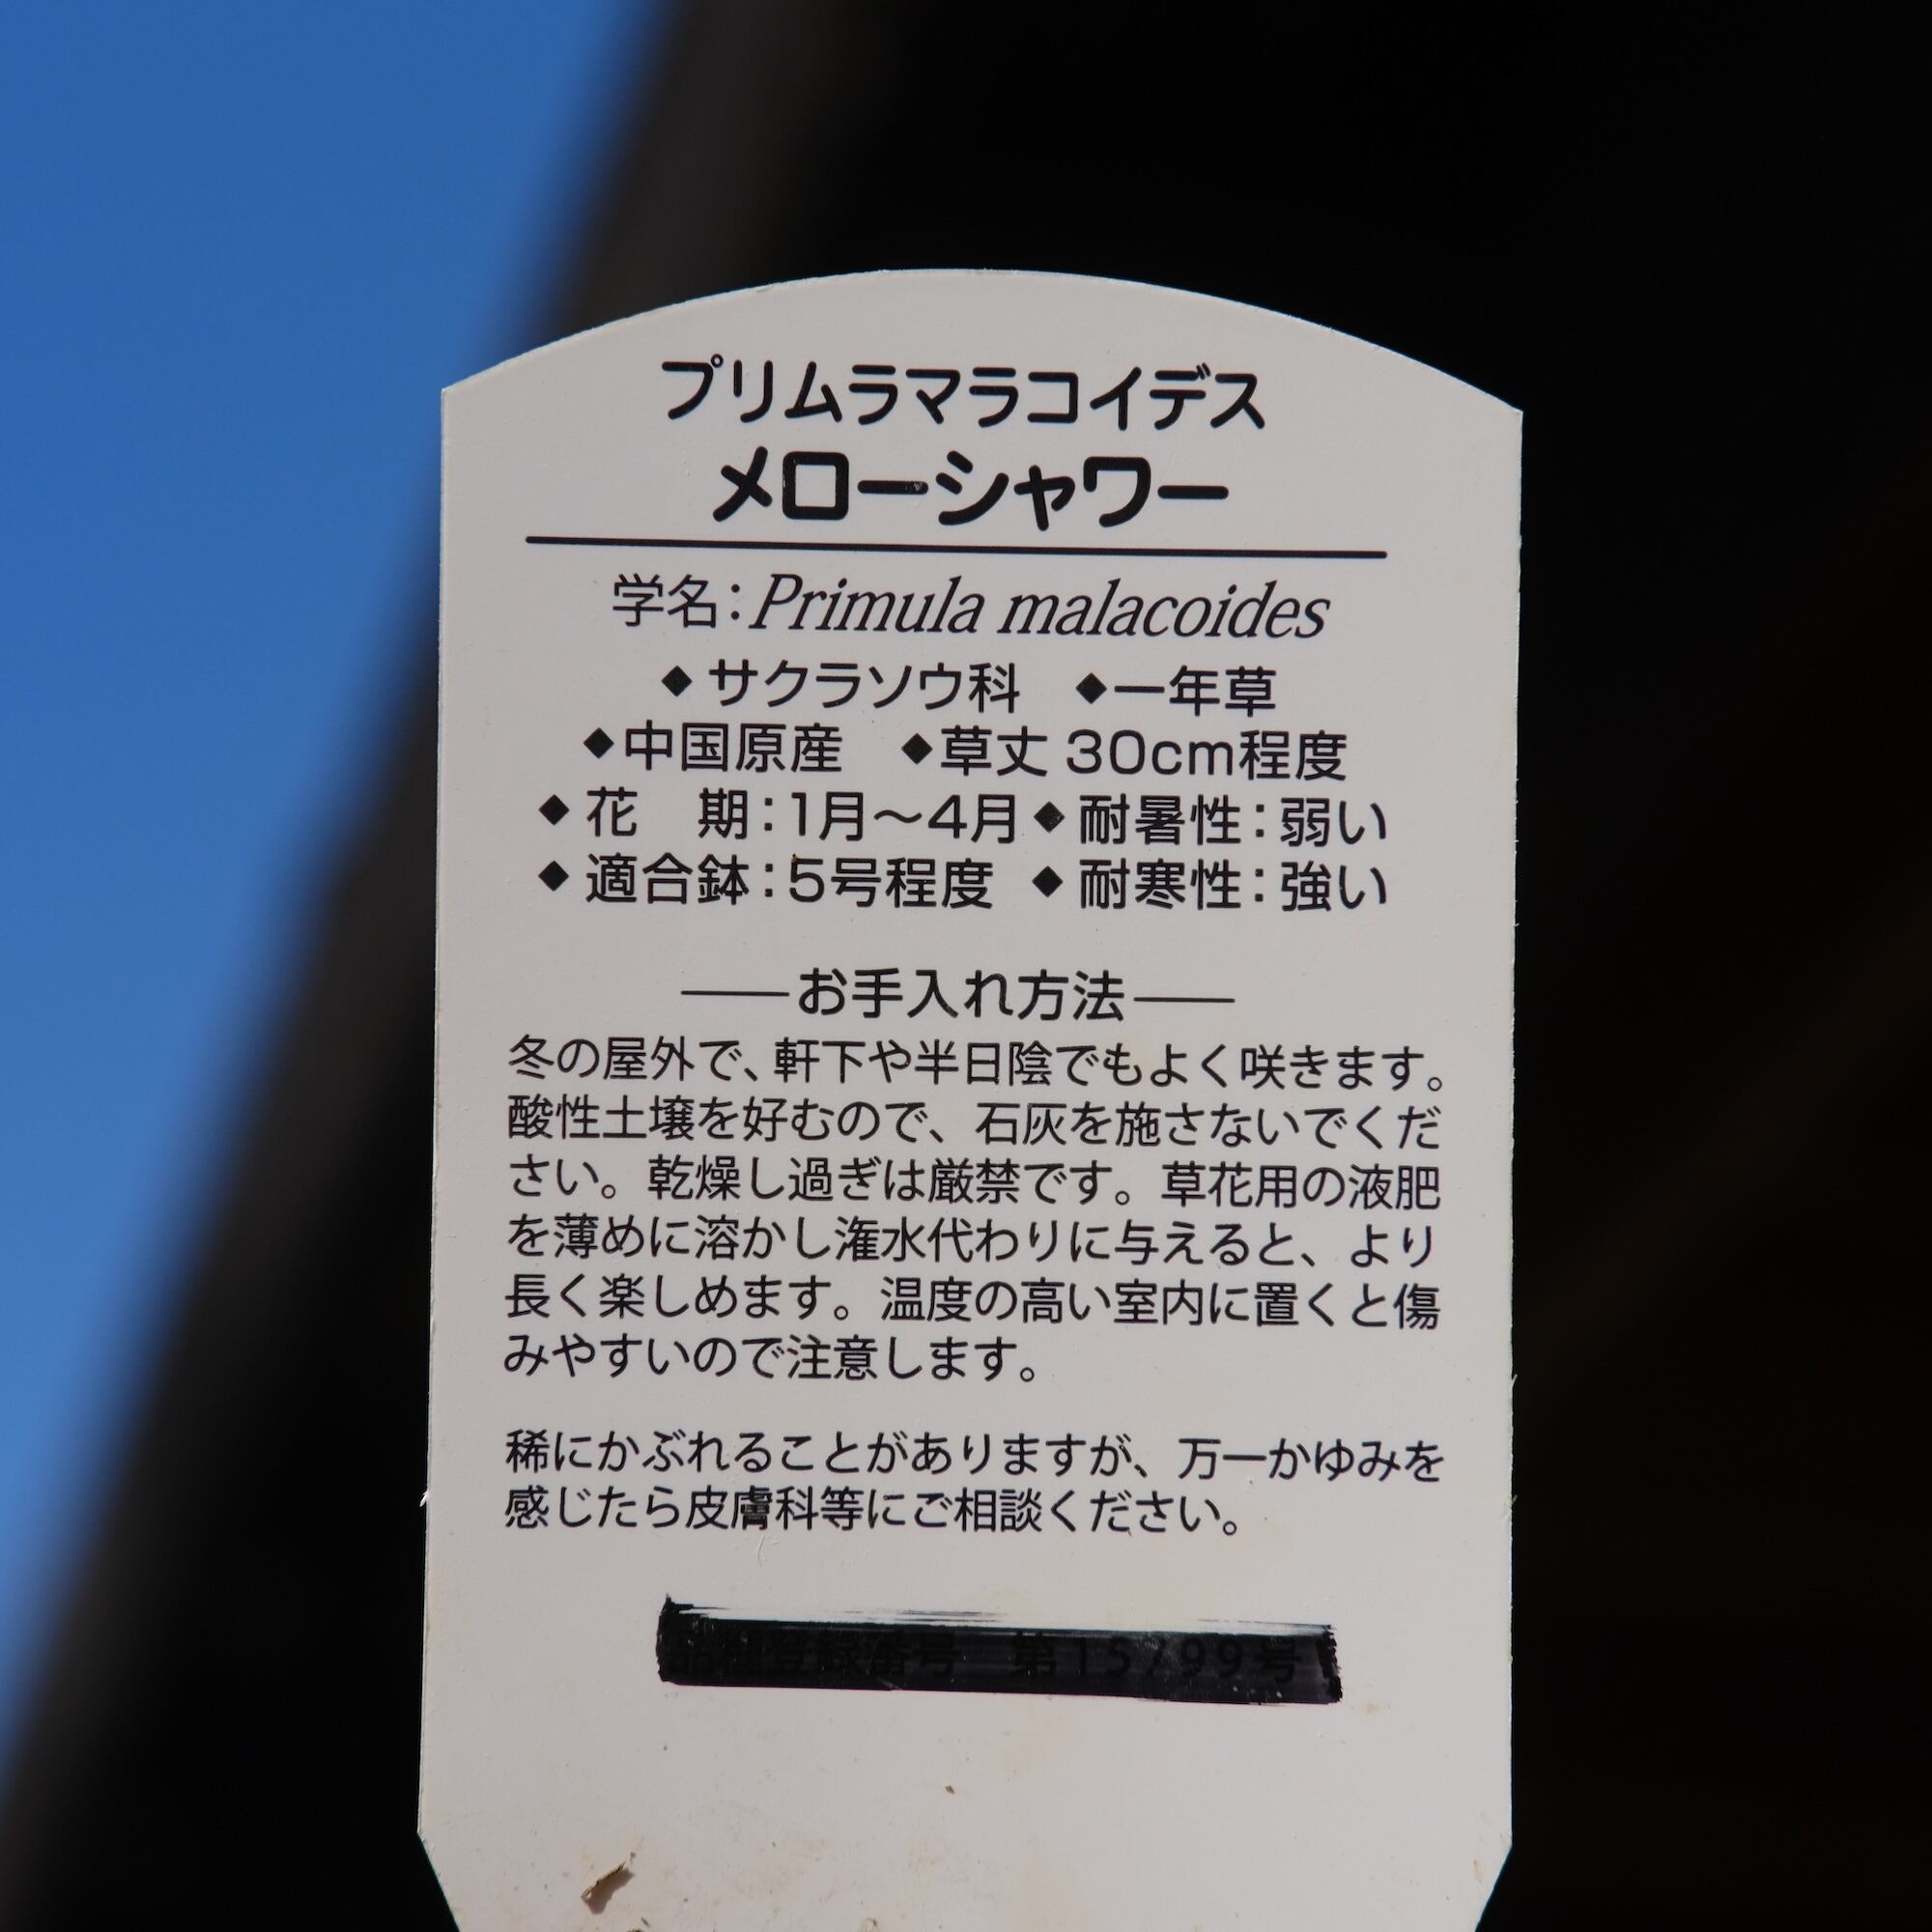 プリムラマラコイデス
メローシャワー
学名：Primula malacoides
◆サクラソウ科　◆一年草
◆中国原産　◆草丈 30cm程度
◆花　期：1月〜4月◆耐暑性：弱い
◆適合鉢：5号程度　◆耐寒性：強い
――お手入れ方法――
冬の屋外で、軒下や半日陰でもよく咲きます。
酸性土壌を好むので、石灰を施さないでくだ
さい。乾燥し過ぎは厳禁です。草花用の液肥
を薄めに溶かし潅水代わりに与えると、より
長く楽しめます。温度の高い室内に置くと傷
みやすいので注意します。
稀にかぶれることがありますが、万一かゆみを
感じたら皮膚科等にご相談ください。